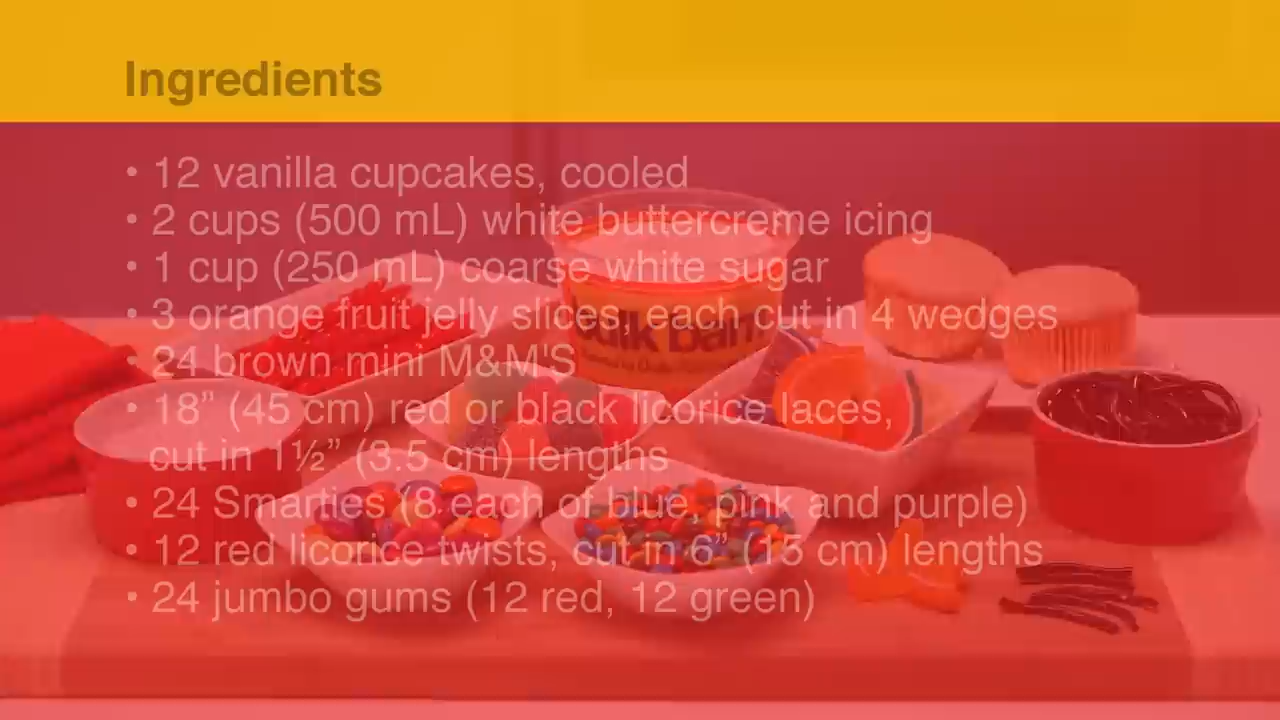 Ingredients
• 12 vanilla cupcakes, cooled
• 2 cups (500 mL) white buttercreme icing
• 1 cup (250 mL) coarse white sugar
• 3 orange fruit jelly slices, each cut in 4 wedges
• 24 brown mini M&M'S
• 18” (45 cm) red or black licorice laces,
cut in 1½” (3.5 cm) lengths
• 24 Smarties (8 each of blue, pink and purple)
• 12 red licorice twists, cut in 6” (15 cm) lengths
• 24 jumbo gums (12 red, 12 green)
bulk barn